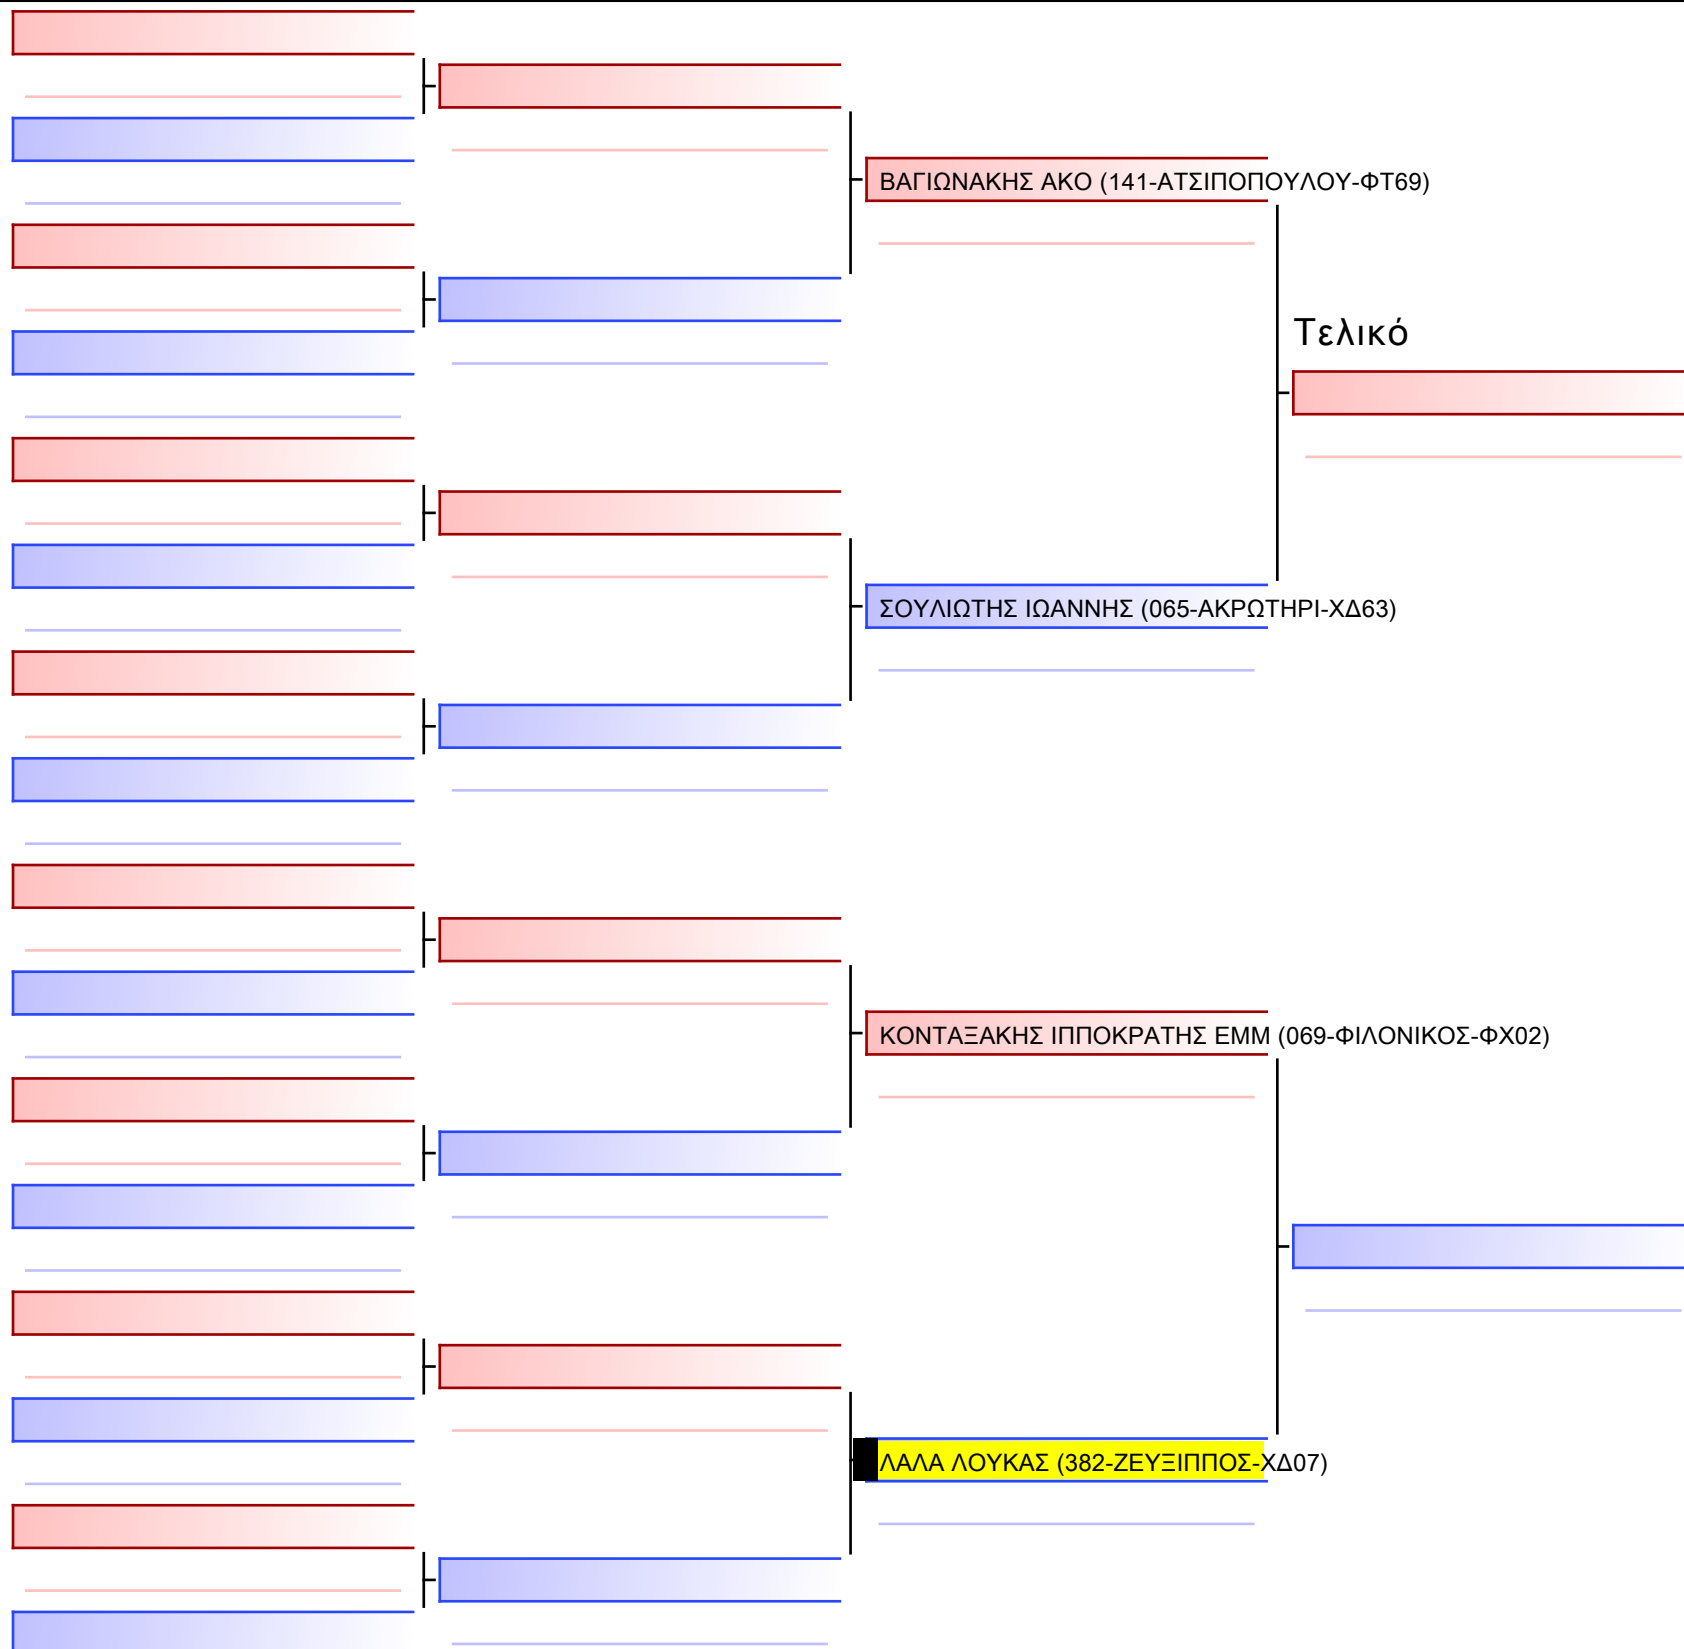 ΒΑΓΙΩΝΑΚΗΣ ΑΚΟ (141-ΑΤΣΙΠΟΠΟΥΛΟΥ-ΦΤ69)
Τελικό
ΣΟΥΛΙΩΤΗΣ ΙΩΑΝΝΗΣ (065-ΑΚΡΩΤΗΡΙ-ΧΔ63)
ΚΟΝΤΑΞΑΚΗΣ ΙΠΠΟΚΡΑΤΗΣ ΕΜΜ (069-ΦΙΛΟΝΙΚΟΣ-ΦΧ02)
ΛΑΛΑ ΛΟΥΚΑΣ (382-ΖΕΥΞΙΠΠΟΣ-ΧΔ07)